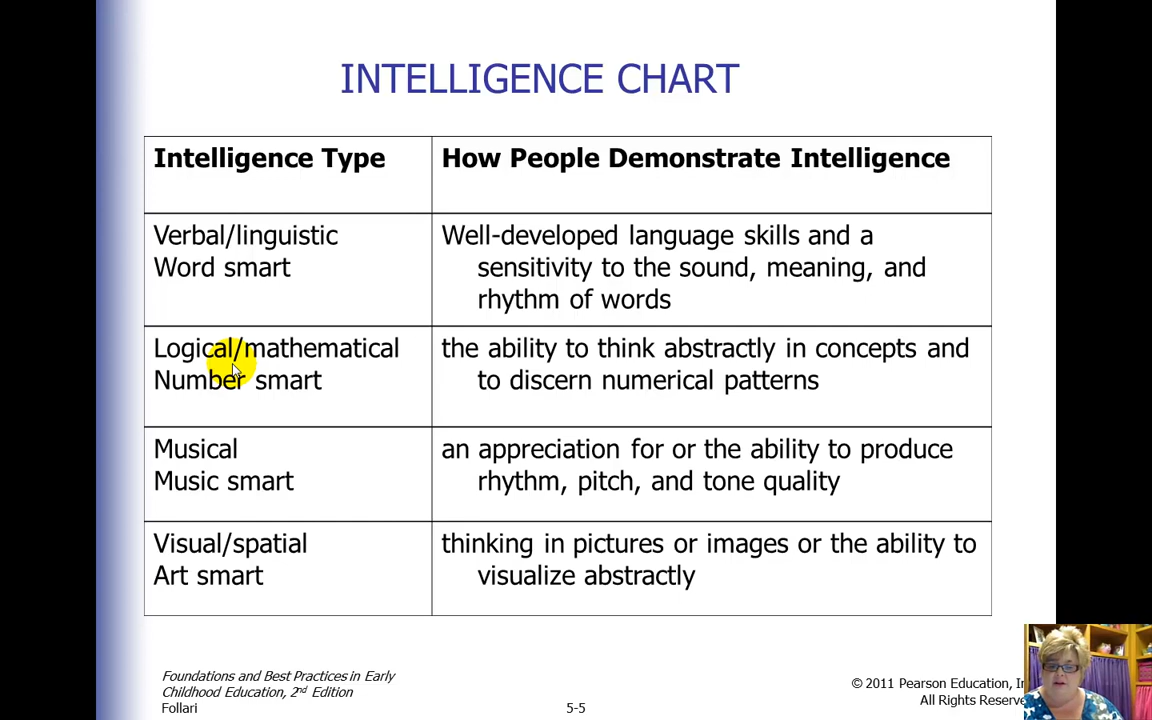 INTELLIGENCE CHART
Intelligence Type
How People Demonstrate Intelligence
Verbal/linguistic
Word smart
Well-developed language skills and a
sensitivity to the sound, meaning, and
rhythm of words
Logical/mathematical
Number smart
the ability to think abstractly in concepts and
to discern numerical patterns
Musical
Music smart
an appreciation for or the ability to produce
rhythm, pitch, and tone quality
Visual/spatial
Art smart
thinking in pictures or images or the ability to
visualize abstractly
Foundations and Best Practices in Early
Childhood Education, 2nd Edition
Follari
5-5
© 2011 Pearson Education,
All Rights